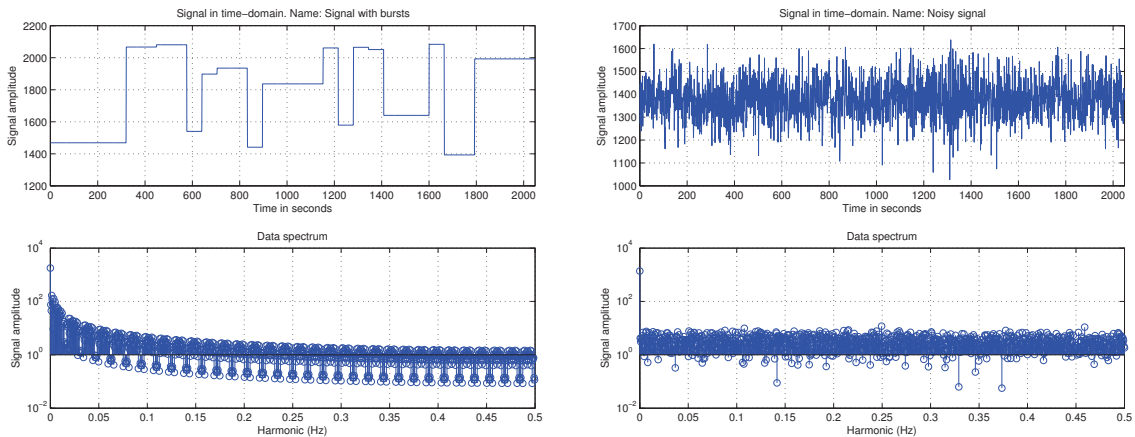 Signal in time−domain. Name: Signal with bursts
2200
2000
1800
1600
1400
1200
Signal amplitude
0 200 400 600 800 1000 1200 1400 1600 1800 2000
Time in seconds
Signal in time−domain. Name: Noisy signal
1700
1600
1500
1400
1300
1200
1100
1000
Signal amplitude
0 200 400 600 800 1000 1200 1400 1600 1800 2000
Time in seconds
Data spectrum
10^4
10^2
10^0
10^−2
Signal amplitude
0 0.05 0.1 0.15 0.2 0.25 0.3 0.35 0.4 0.45 0.5
Harmonic (Hz)
Data spectrum
10^4
10^2
10^0
10^−2
Signal amplitude
0 0.05 0.1 0.15 0.2 0.25 0.3 0.35 0.4 0.45 0.5
Harmonic (Hz)